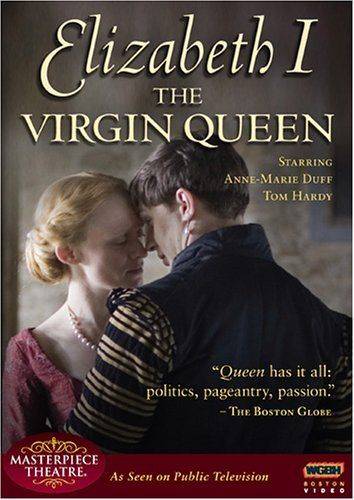 Elizabeth I
THE
VIRGIN QUEEN
STARRING
ANNE-MARIE DUFF
TOM HARDY
“Queen has it all:
politics, pageantry, passion.”
– THE BOSTON GLOBE
MASTERPIECE
THEATRE®
As Seen on Public Television
WGBH
BOSTON
VIDEO